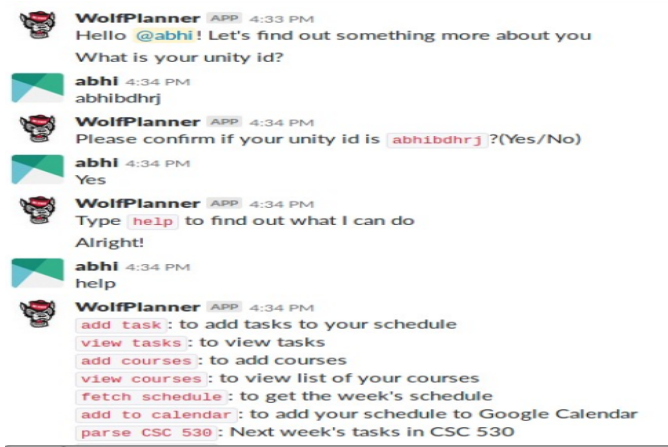 WolfPlanner APP 4:33 PM
Hello @abhi! Let's find out something more about you
What is your unity id?
abhi 4:34 PM
abhibdhrj
WolfPlanner APP 4:34 PM
Please confirm if your unity id is abhibdhrj ?(Yes/No)
abhi 4:34 PM
Yes
WolfPlanner APP 4:34 PM
Type help to find out what I can do
Alright!
abhi 4:34 PM
help
WolfPlanner APP 4:34 PM
add task : to add tasks to your schedule
view tasks : to view tasks
add courses : to add courses
view courses : to view list of your courses
fetch schedule : to get the week's schedule
add to calendar : to add your schedule to Google Calendar
parse CSC 530 : Next week's tasks in CSC 530